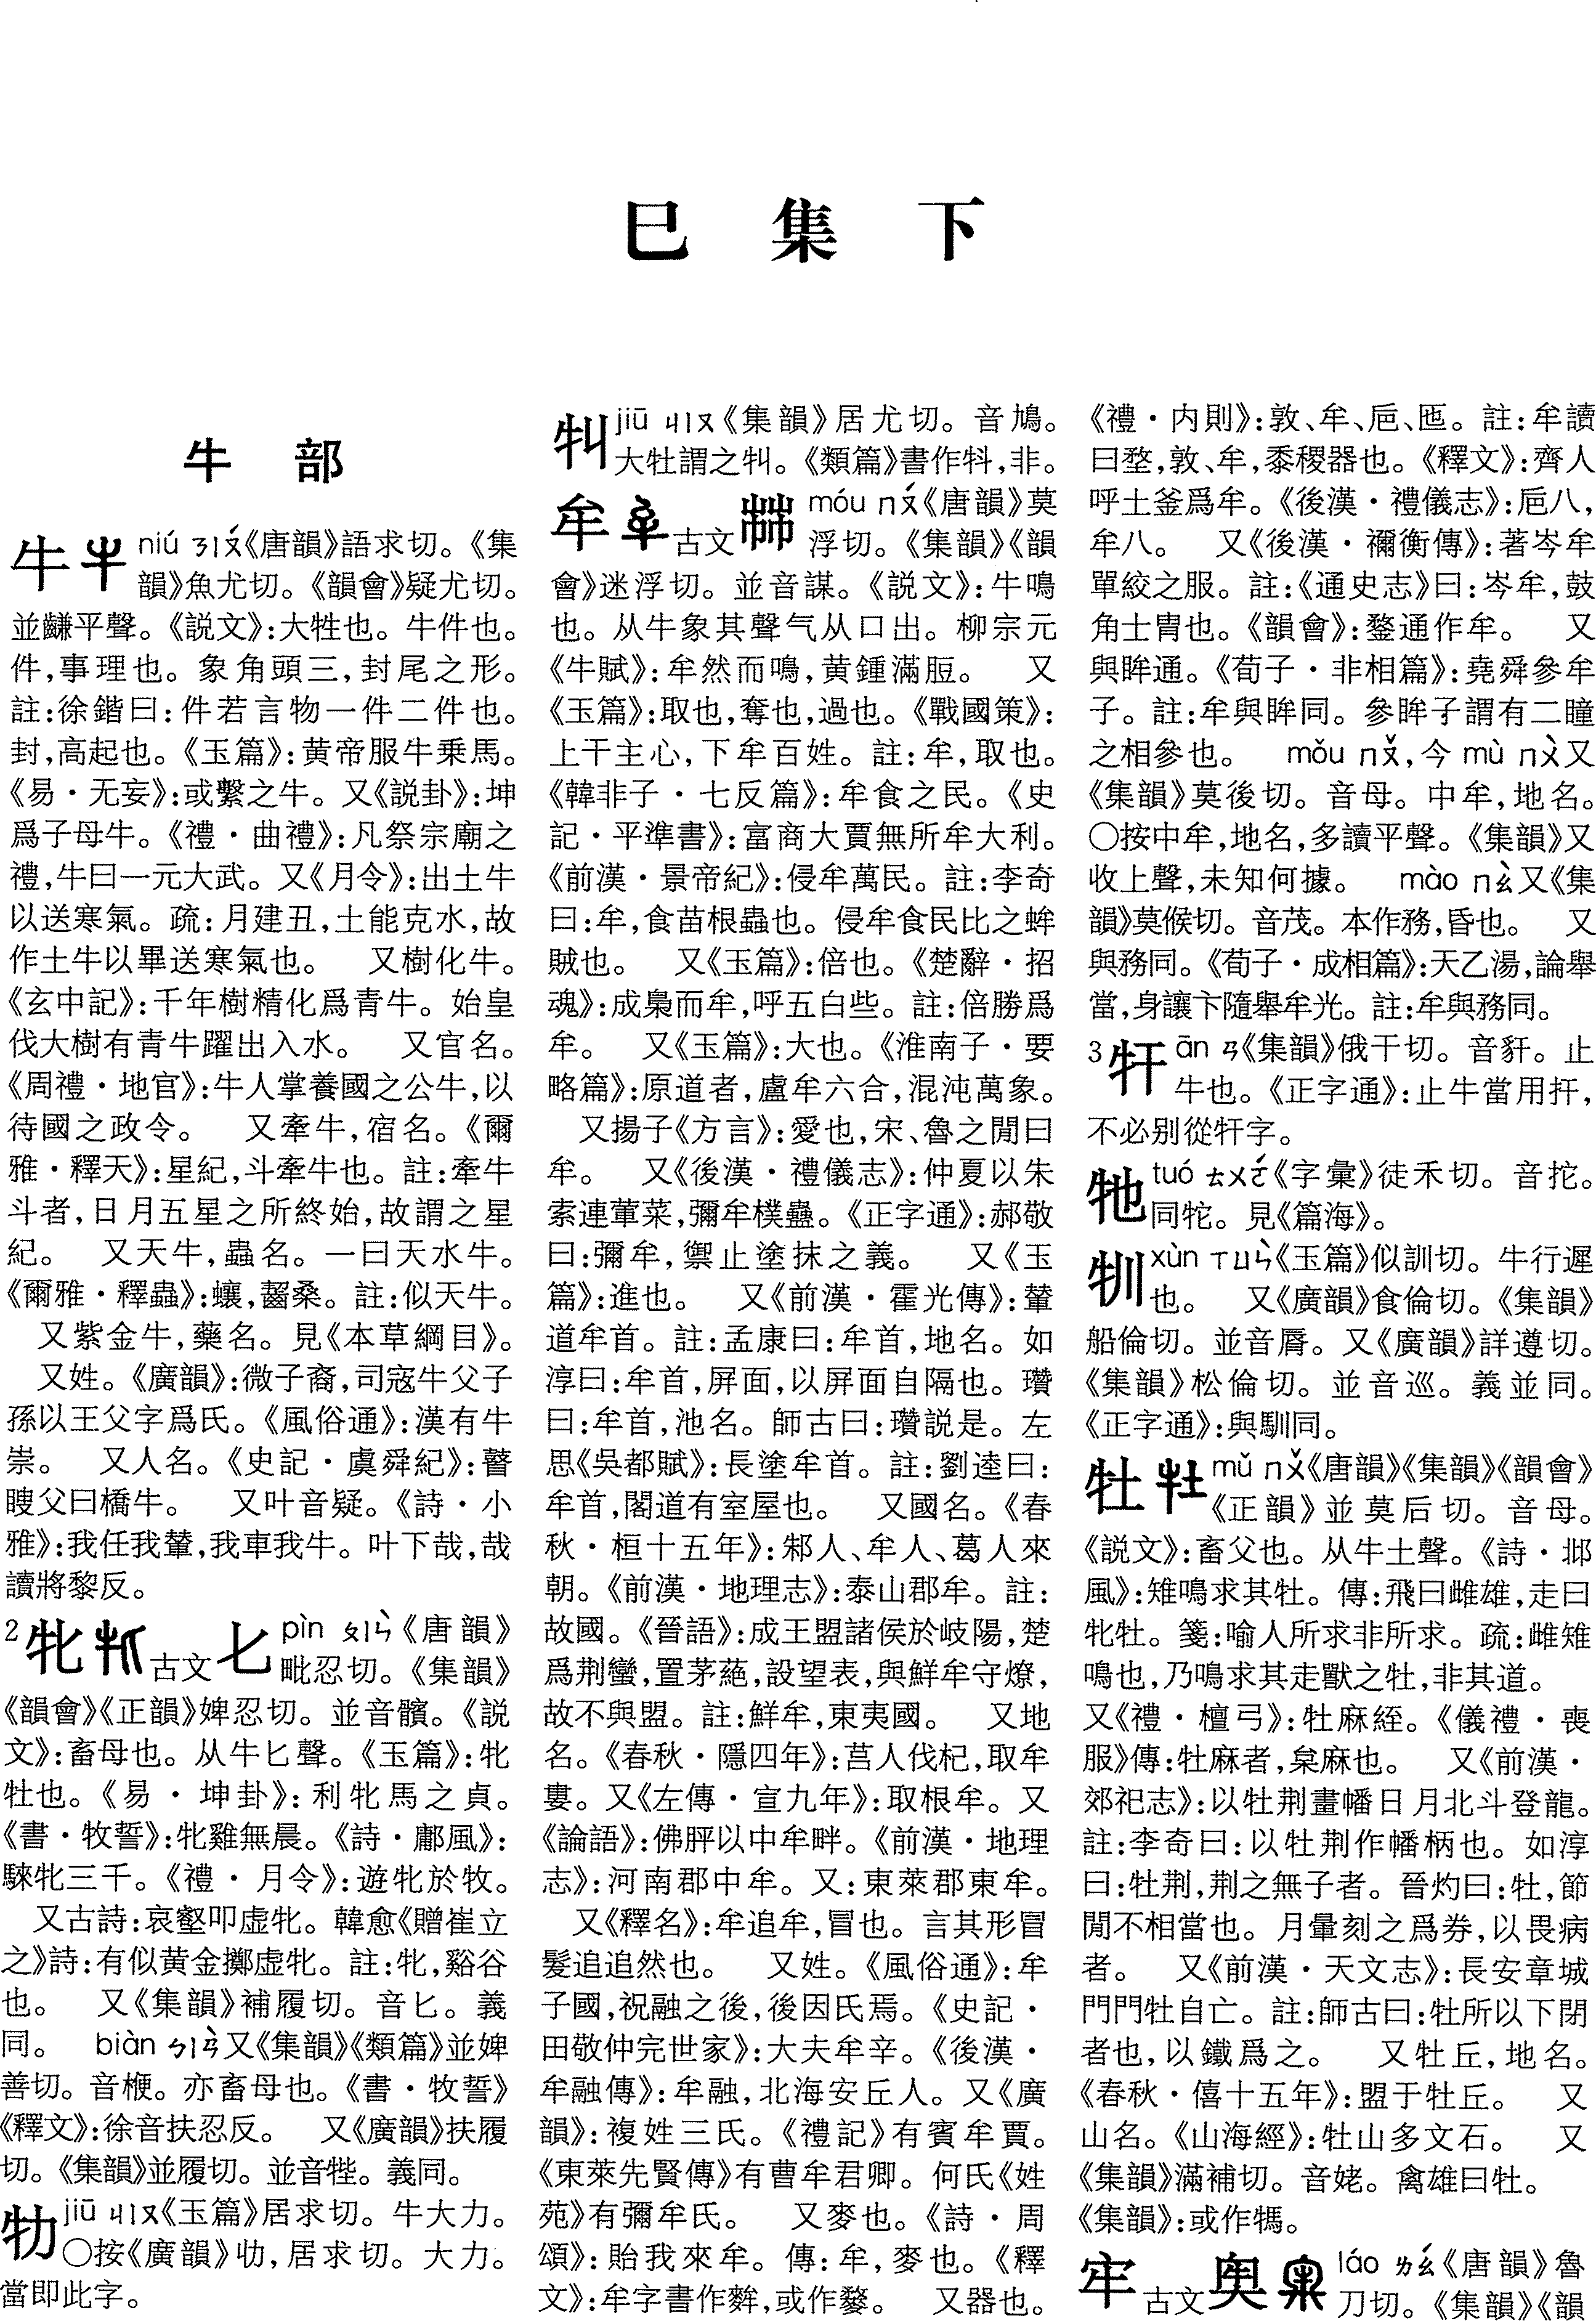 巳集下
牛部
牛 niú ㄋㄧㄡˊ《唐韻》語求切。《集
韻》魚尤切。《韻會》疑尤切。
並齾平聲。《説文》:大牲也。牛件也。
件,事理也。象角頭三,封尾之形。
註:徐鍇曰:件若言物一件二件也。
封,高起也。《玉篇》:黄帝服牛乗馬。
《易・无妄》:或繫之牛。又《説卦》:坤
爲子母牛。《禮・曲禮》:凡祭宗廟之
禮,牛曰一元大武。又《月令》:出土牛
以送寒氣。疏:月建丑,土能克水,故
作土牛以畢送寒氣也。 又樹化牛。
《玄中記》:千年樹精化爲青牛。始皇
伐大樹有青牛躍出入水。 又官名。
《周禮・地官》:牛人掌養國之公牛,以
待國之政令。 又牽牛,宿名。《爾
雅・釋天》:星紀,斗牽牛也。註:牽牛
斗者,日月五星之所終始,故謂之星
紀。 又天牛,蟲名。一曰天水牛。
《爾雅・釋蟲》:蠰,齧桑。註:似天牛。
又紫金牛,藥名。見《本草綱目》。
又姓。《廣韻》:微子裔,司寇牛父子
孫以王父字爲氏。《風俗通》:漢有牛
崇。 又人名。《史記・虞舜紀》:瞽
瞍父曰橋牛。 又叶音疑。《詩・小
雅》:我任我輦,我車我牛。叶下哉,哉
讀將黎反。
2 牝 古文 𠤎 pìn ㄆㄧㄣˋ《唐韻》
毗忍切。《集韻》
《韻會》《正韻》婢忍切。並音髕。《説
文》:畜母也。从牛匕聲。《玉篇》:牝
牡也。《易・坤卦》:利牝馬之貞。
《書・牧誓》:牝雞無晨。《詩・鄘風》:
騋牝三千。《禮・月令》:遊牝於牧。
又古詩:哀壑叩虚牝。韓愈《贈崔立
之》詩:有似黄金擲虚牝。註:牝,谿谷
也。 又《集韻》補履切。音匕。義
同。 biàn ㄅㄧㄢˋ又《集韻》《類篇》並婢
善切。音楩。亦畜母也。《書・牧誓》
《釋文》:徐音扶忍反。 又《廣韻》扶履
切。《集韻》並履切。並音牪。義同。
牞 jiū ㄐㄧㄡ《玉篇》居求切。牛大力。
〇按《廣韻》㔓,居求切。大力。
當即此字。
㸫 jiū ㄐㄧㄡ《集韻》居尤切。音鳩。
大牡謂之㸫。《類篇》書作㸯,非。
牟 古文 móu ㄇㄡˊ《唐韻》莫
浮切。《集韻》《韻
會》迷浮切。並音謀。《説文》:牛鳴
也。从牛象其聲气从口出。柳宗元
《牛賦》:牟然而鳴,黄鍾滿脰。 又
《玉篇》:取也,奪也,過也。《戰國策》:
上干主心,下牟百姓。註:牟,取也。
《韓非子・七反篇》:牟食之民。《史
記・平準書》:富商大賈無所牟大利。
《前漢・景帝紀》:侵牟萬民。註:李奇
曰:牟,食苗根蟲也。侵牟食民比之蛑
賊也。 又《玉篇》:倍也。《楚辭・招
魂》:成梟而牟,呼五白些。註:倍勝爲
牟。 又《玉篇》:大也。《淮南子・要
略篇》:原道者,盧牟六合,混沌萬象。
又揚子《方言》:愛也,宋、魯之閒曰
牟。 又《後漢・禮儀志》:仲夏以朱
索連葷菜,彌牟樸蠱。《正字通》:郝敬
曰:彌牟,禦止塗抹之義。 又《玉
篇》:進也。 又《前漢・霍光傳》:輦
道牟首。註:孟康曰:牟首,地名。如
淳曰:牟首,屏面,以屏面自隔也。瓚
曰:牟首,池名。師古曰:瓚説是。左
思《吳都賦》:長塗牟首。註:劉逵曰:
牟首,閣道有室屋也。 又國名。《春
秋・桓十五年》:邾人、牟人、葛人來
朝。《前漢・地理志》:泰山郡牟。註:
故國。《晉語》:成王盟諸侯於岐陽,楚
爲荆蠻,置茅蕝,設望表,與鮮牟守燎,
故不與盟。註:鮮牟,東夷國。 又地
名。《春秋・隱四年》:莒人伐杞,取牟
婁。又《左傳・宣九年》:取根牟。又
《論語》:佛肸以中牟畔。《前漢・地理
志》:河南郡中牟。又:東萊郡東牟。
又《釋名》:牟追牟,冒也。言其形冒
髮追追然也。 又姓。《風俗通》:牟
子國,祝融之後,後因氏焉。《史記・
田敬仲完世家》:大夫牟辛。《後漢・
牟融傳》:牟融,北海安丘人。又《廣
韻》:複姓三氏。《禮記》有賓牟賈。
《東萊先賢傳》有曹牟君卿。何氏《姓
苑》有彌牟氏。 又麥也。《詩・周
頌》:貽我來牟。傳:牟,麥也。《釋
文》:牟字書作麰,或作䥐。 又器也。
《禮・内則》:敦、牟、巵、匜。註:牟讀
曰堥,敦、牟,黍稷器也。《釋文》:齊人
呼土釜爲牟。《後漢・禮儀志》:巵八,
牟八。 又《後漢・禰衡傳》:著岑牟
單絞之服。註:《通史志》曰:岑牟,鼓
角士冑也。《韻會》:鍪通作牟。 又
與眸通。《荀子・非相篇》:堯舜參牟
子。註:牟與眸同。參眸子謂有二瞳
之相參也。 mǒu ㄇㄡˇ,今 mù ㄇㄨˋ又
《集韻》莫後切。音母。中牟,地名。
〇按中牟,地名,多讀平聲。《集韻》又
收上聲,未知何據。 mào ㄇㄠˋ又《集
韻》莫候切。音茂。本作務,昏也。 又
與務同。《荀子・成相篇》:天乙湯,論舉
當,身讓卞隨舉牟光。註:牟與務同。
3 㸩 ān ㄢ《集韻》俄干切。音豻。止
牛也。《正字通》:止牛當用扞,
不必别從㸩字。
牠 tuó ㄊㄨㄛˊ《字彙》徒禾切。音拕。
同牤。見《篇海》。
㸪 xùn ㄒㄩㄣˋ《玉篇》似訓切。牛行遲
也。 又《廣韻》食倫切。《集韻》
船倫切。並音脣。又《廣韻》詳遵切。
《集韻》松倫切。並音巡。義並同。
《正字通》:與馴同。
牡 mǔ ㄇㄨˇ《唐韻》《集韻》《韻會》
《正韻》並莫后切。音母。
《説文》:畜父也。从牛土聲。《詩・邶
風》:雉鳴求其牡。傳:飛曰雌雄,走曰
牝牡。箋:喻人所求非所求。疏:雌雉
鳴也,乃鳴求其走獸之牡,非其道。
又《禮・檀弓》:牡麻絰。《儀禮・喪
服》傳:牡麻者,枲麻也。 又《前漢・
郊祀志》:以牡荆畫幡日月北斗登龍。
註:李奇曰:以牡荆作幡柄也。如淳
曰:牡荆,荆之無子者。晉灼曰:牡,節
閒不相當也。月暈刻之爲券,以畏病
者。 又《前漢・天文志》:長安章城
門門牡自亡。註:師古曰:牡所以下閉
者也,以鐵爲之。 又牡丘,地名。
《春秋・僖十五年》:盟于牡丘。 又
山名。《山海經》:牡山多文石。 又
《集韻》滿補切。音姥。禽雄曰牡。
《集韻》:或作㹑。
牢 古文 láo ㄌㄠˊ《唐韻》魯
刀切。《集韻》《韻